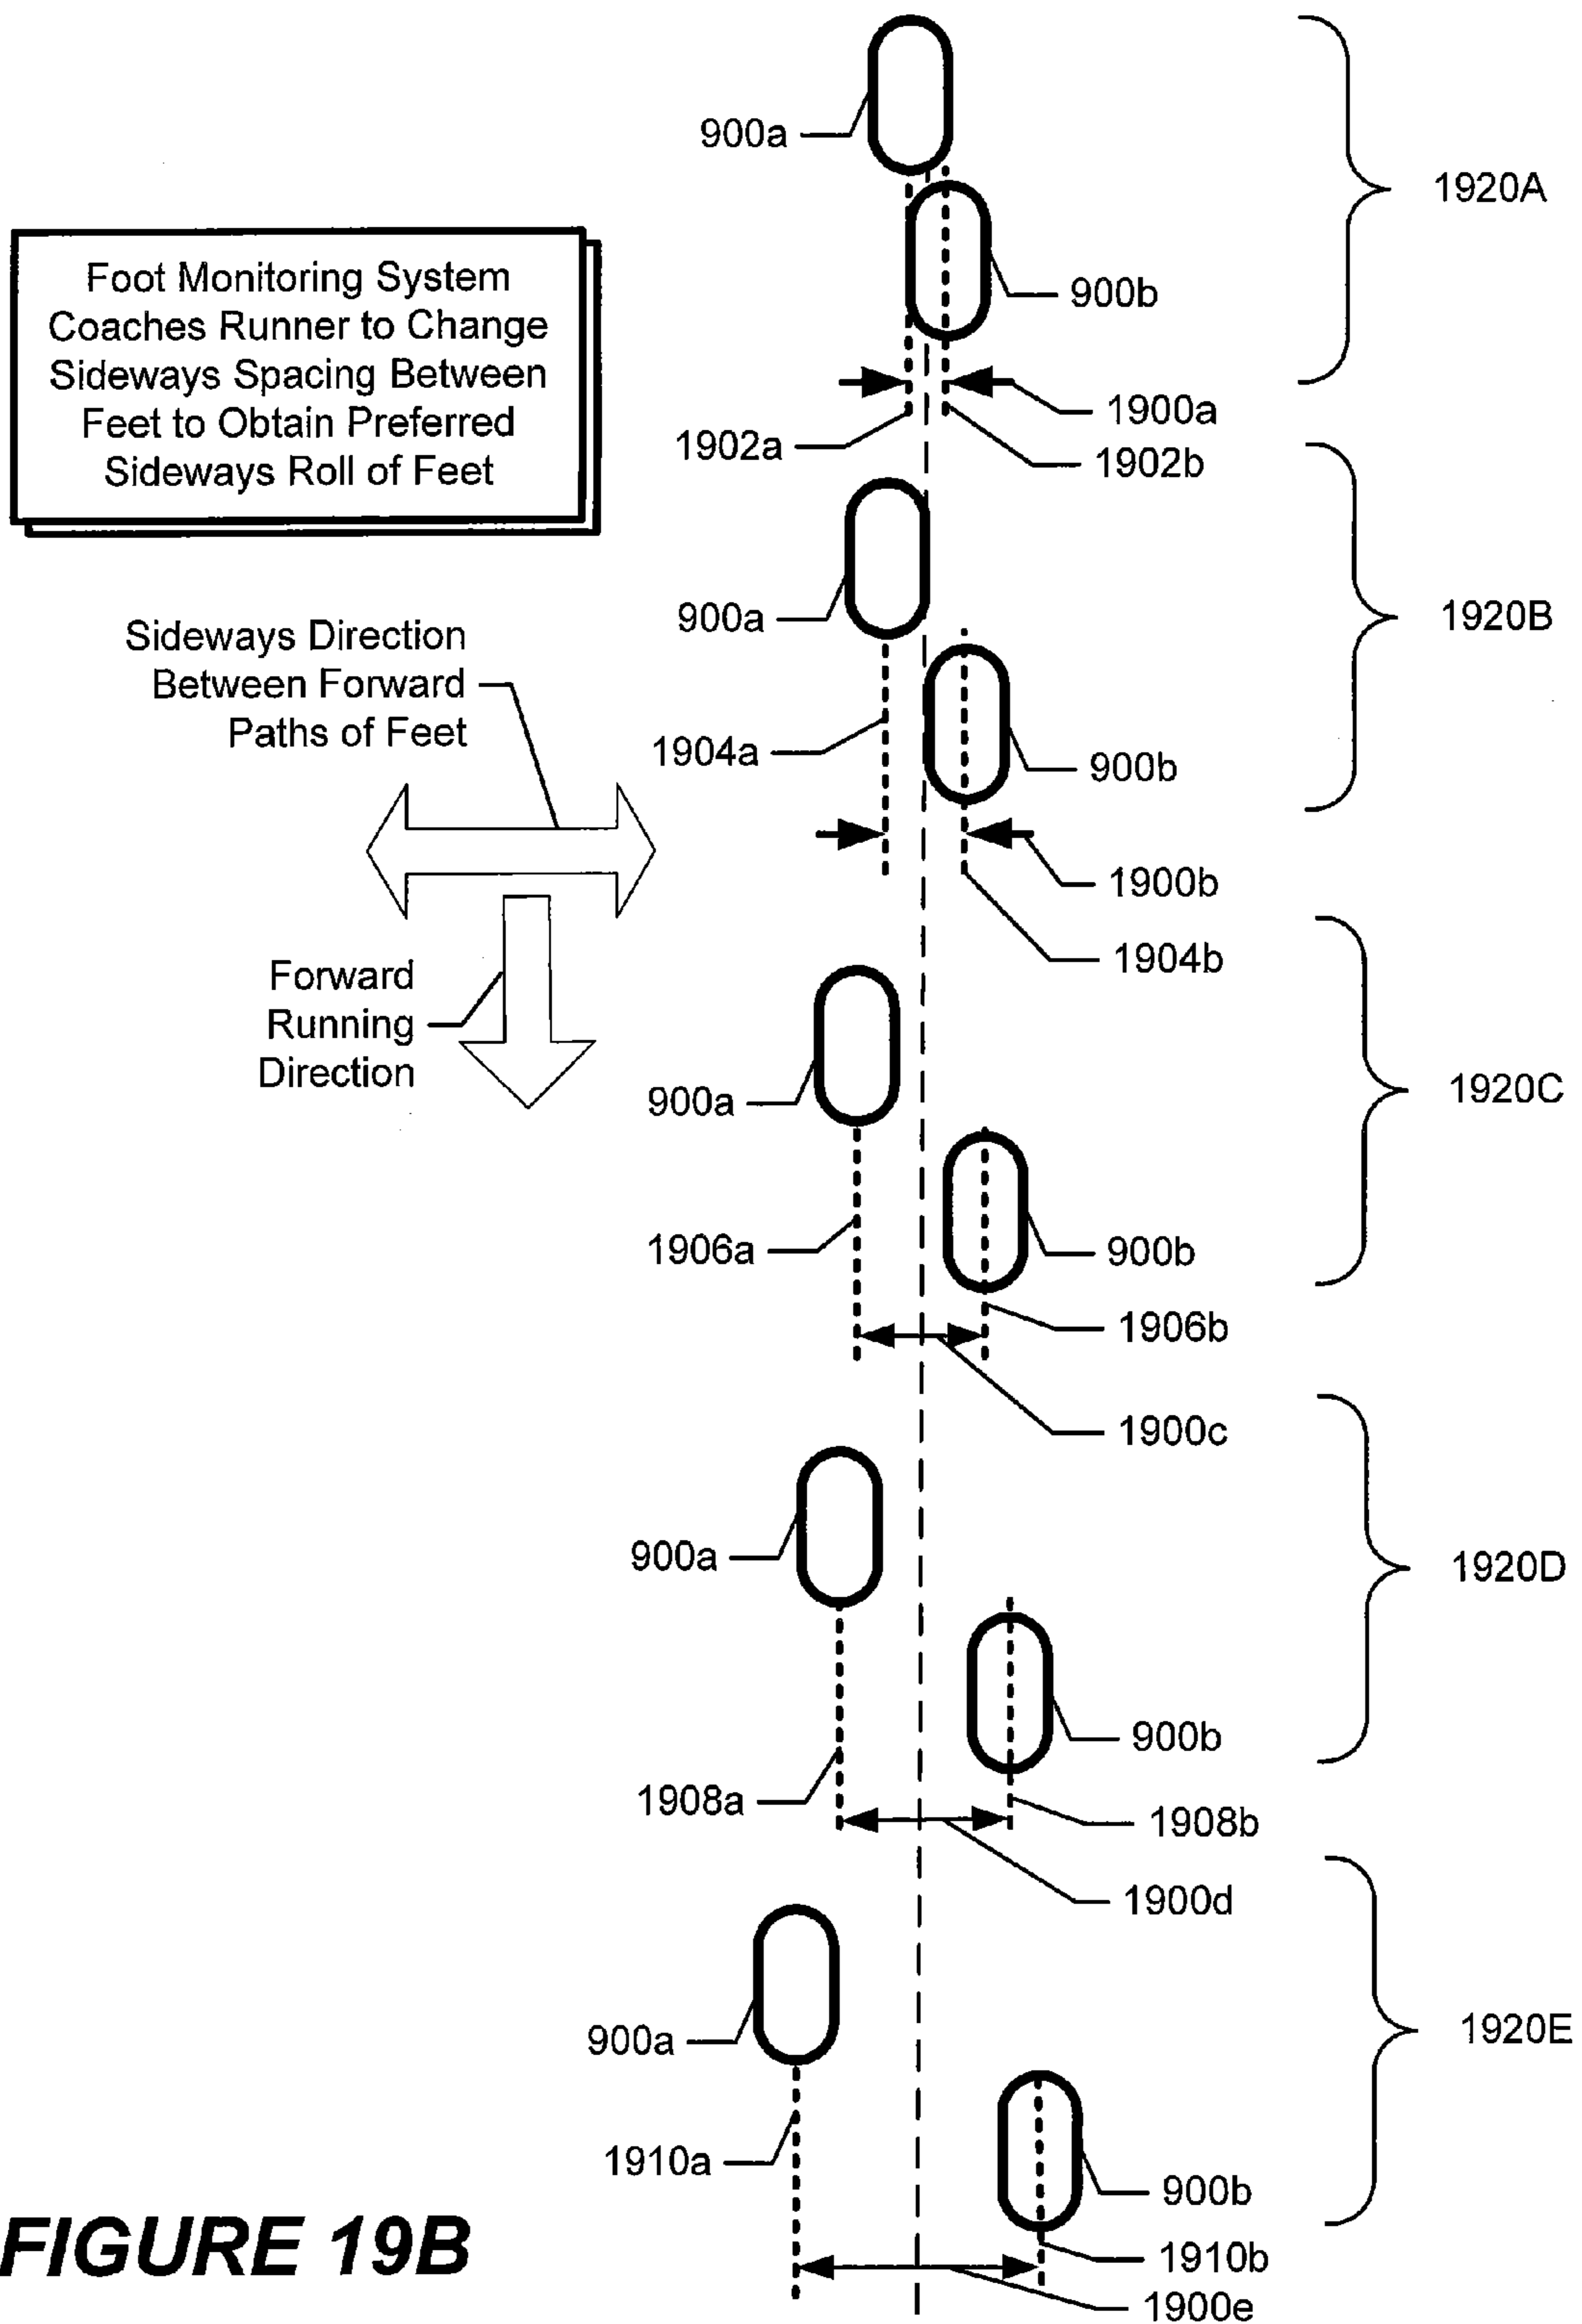 900a
1920A
Foot Monitoring System
Coaches Runner to Change
Sideways Spacing Between
Feet to Obtain Preferred
Sideways Roll of Feet
900b
1900a
1902a
1902b
900a
1920B
Sideways Direction
Between Forward
Paths of Feet
1904a
900b
1900b
1904b
Forward
Running
Direction
900a
1920C
1906a
900b
1906b
1900c
900a
1920D
900b
1908a
1908b
1900d
900a
1920E
1910a
900b
1910b
1900e
FIGURE 19B